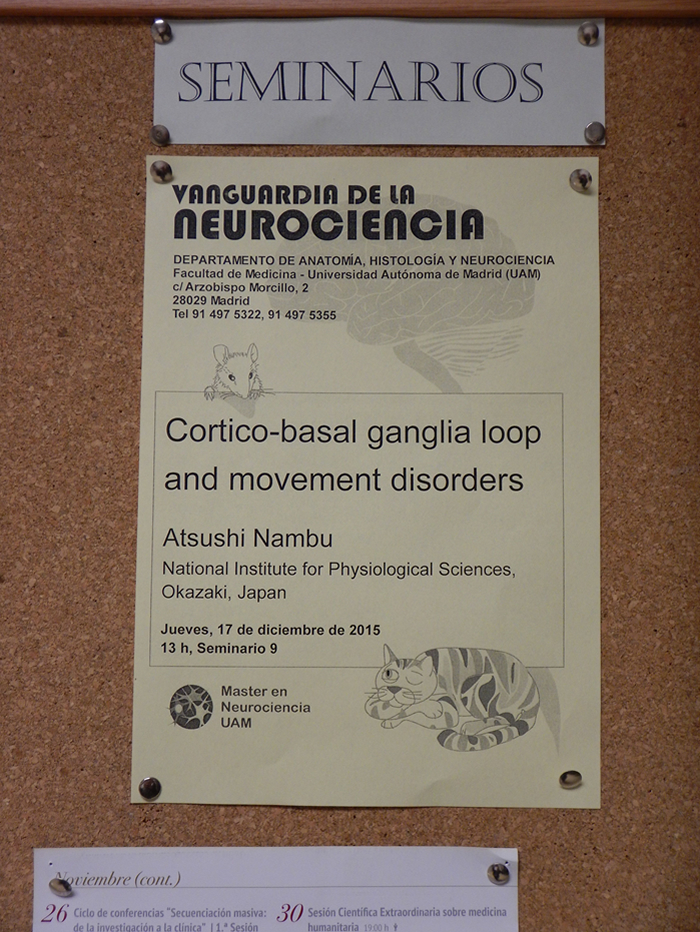 SEMINARIOS
VANGUARDIA DE LA
NEUROCIENCIA
DEPARTAMENTO DE ANATOMÍA, HISTOLOGÍA Y NEUROCIENCIA
Facultad de Medicina - Universidad Autónoma de Madrid (UAM)
c/ Arzobispo Morcillo, 2
28029 Madrid
Tel 91 497 5322, 91 497 5355
Cortico-basal ganglia loop
and movement disorders
Atsushi Nambu
National Institute for Physiological Sciences,
Okazaki, Japan
Jueves, 17 de diciembre de 2015
13 h, Seminario 9
Master en
Neurociencia
UAM
Noviembre (cont.)
26 Ciclo de conferencias "Secuenciación masiva:
de la investigación a la clínica" | 1.ª Sesión
30 Sesión Científica Extraordinaria sobre medicina
humanitaria 19:00 h